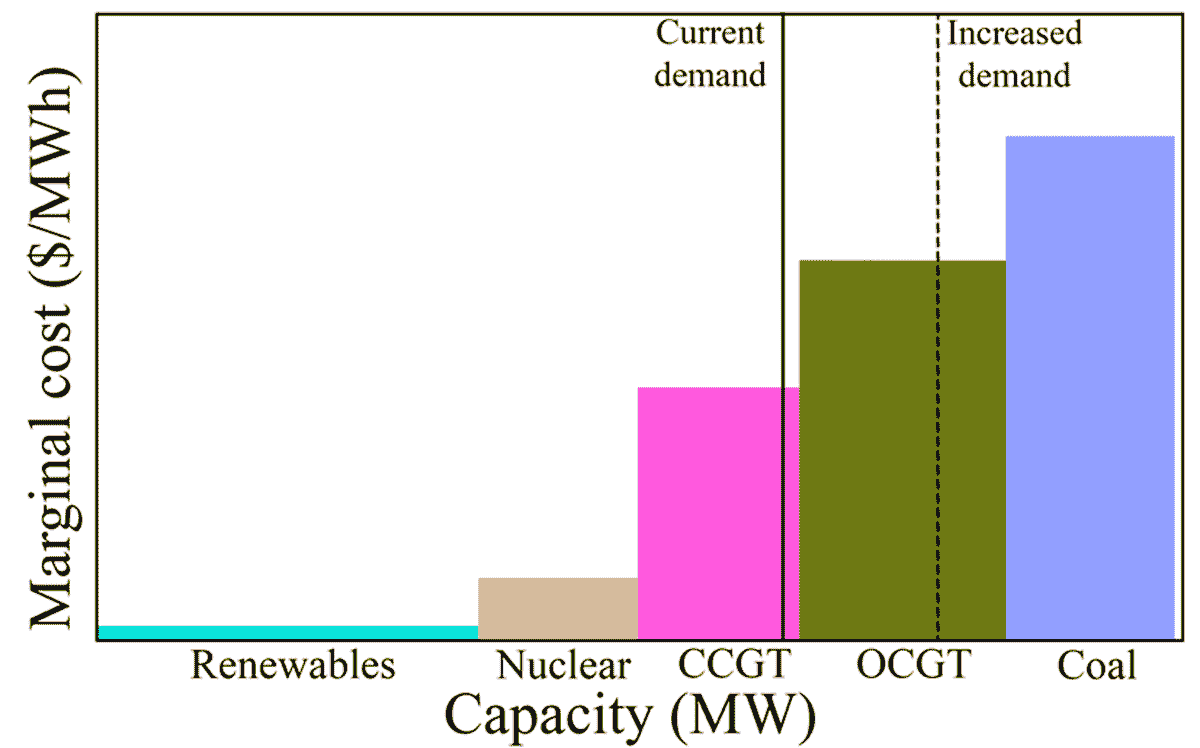 Current
demand
Increased
demand
Marginal cost ($/MWh)
Renewables
Nuclear
CCGT
OCGT
Coal
Capacity (MW)